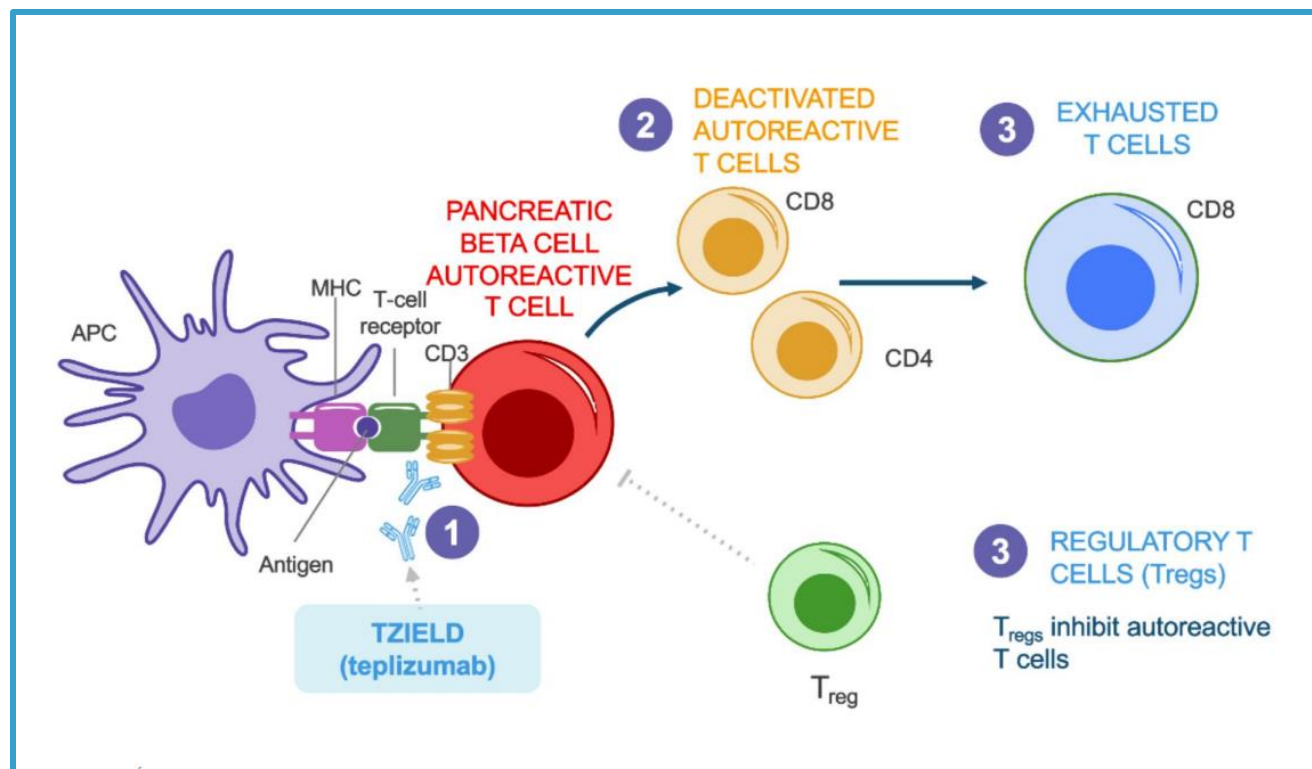 2
DEACTIVATED
AUTOREACTIVE
T CELLS
3
EXHAUSTED
T CELLS
CD8
CD8
PANCREATIC
BETA CELL
AUTOREACTIVE
T CELL
MHC
T-cell
receptor
APC
CD3
CD4
1
Antigen
TZIELD
(teplizumab)
3
REGULATORY T
CELLS (Tregs)
Tregs inhibit autoreactive
T cells
Treg